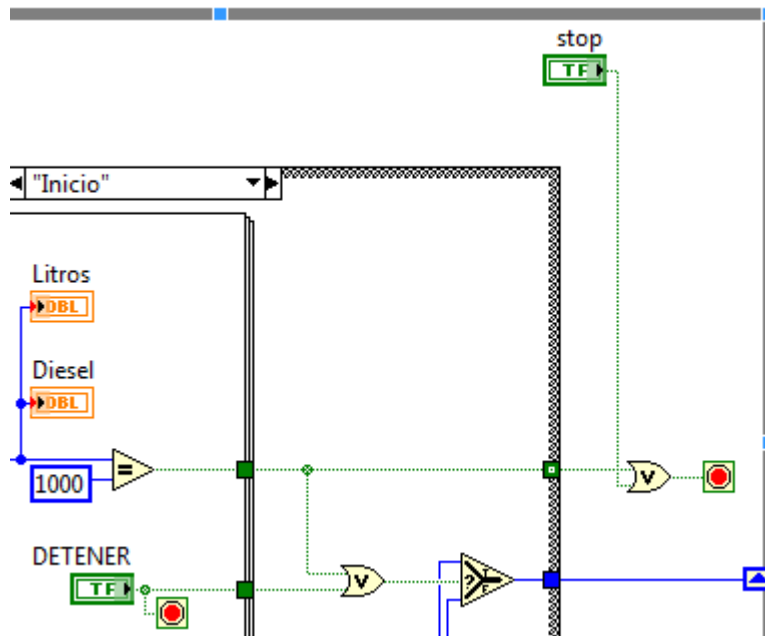 stop
TF
"Inicio"
Litros
DBL
Diesel
DBL
=
1000
V
DETENER
TF
V
?
T
F